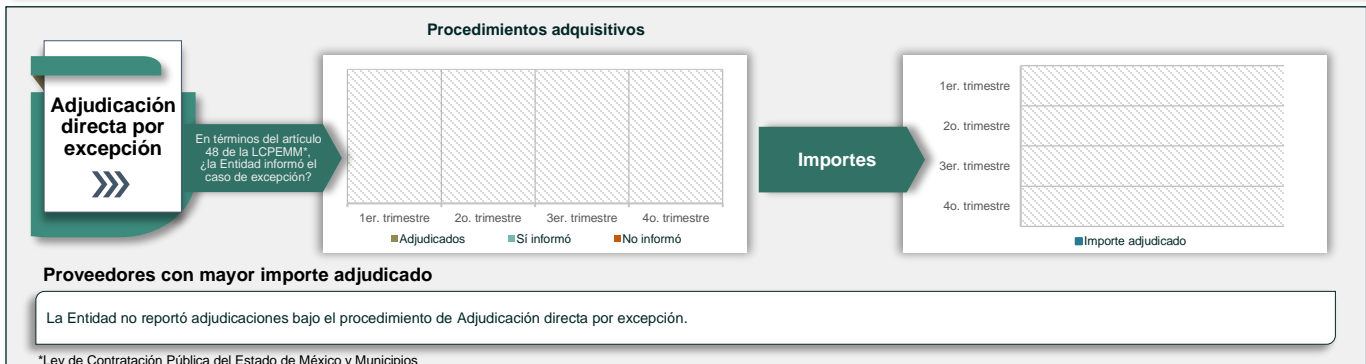 Procedimientos adquisitivos
Adjudicación
directa por
excepción
En términos del artículo
48 de la LCPEMM*,
¿la Entidad informó el
caso de excepción?
1er. trimestre
2o. trimestre
3er. trimestre
4o. trimestre
Adjudicados
Sí informó
No informó
Importes
1er. trimestre
2o. trimestre
3er. trimestre
4o. trimestre
Importe adjudicado
Proveedores con mayor importe adjudicado
La Entidad no reportó adjudicaciones bajo el procedimiento de Adjudicación directa por excepción.
*Ley de Contratación Pública del Estado de México y Municipios